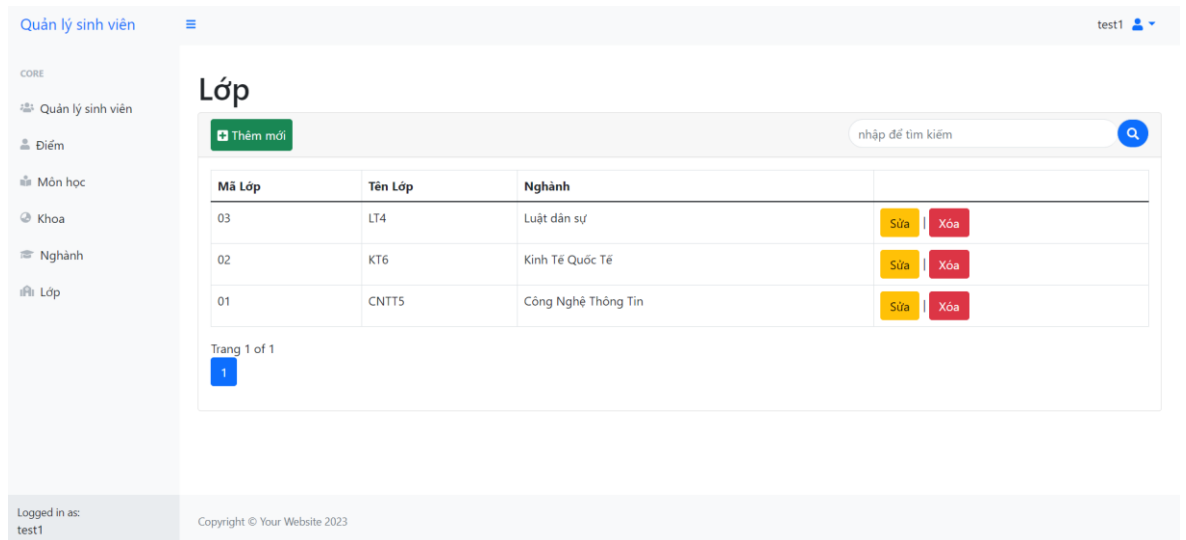 Quản lý sinh viên
test1
CORE
Quản lý sinh viên
Điểm
Môn học
Khoa
Nghành
Lớp
Lớp
Thêm mới
nhập để tìm kiếm
Mã Lớp Tên Lớp Nghành
03 LT4 Luật dân sự Sửa | Xóa
02 KT6 Kinh Tế Quốc Tế Sửa | Xóa
01 CNTT5 Công Nghệ Thông Tin Sửa | Xóa
Trang 1 of 1
1
Logged in as:
test1
Copyright © Your Website 2023